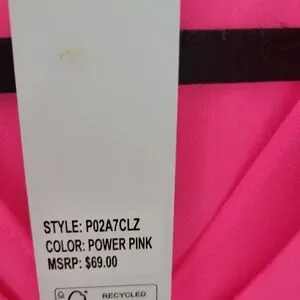 STYLE: P02A7CLZ
COLOR: POWER PINK
MSRP: $69.00
RECYCLED